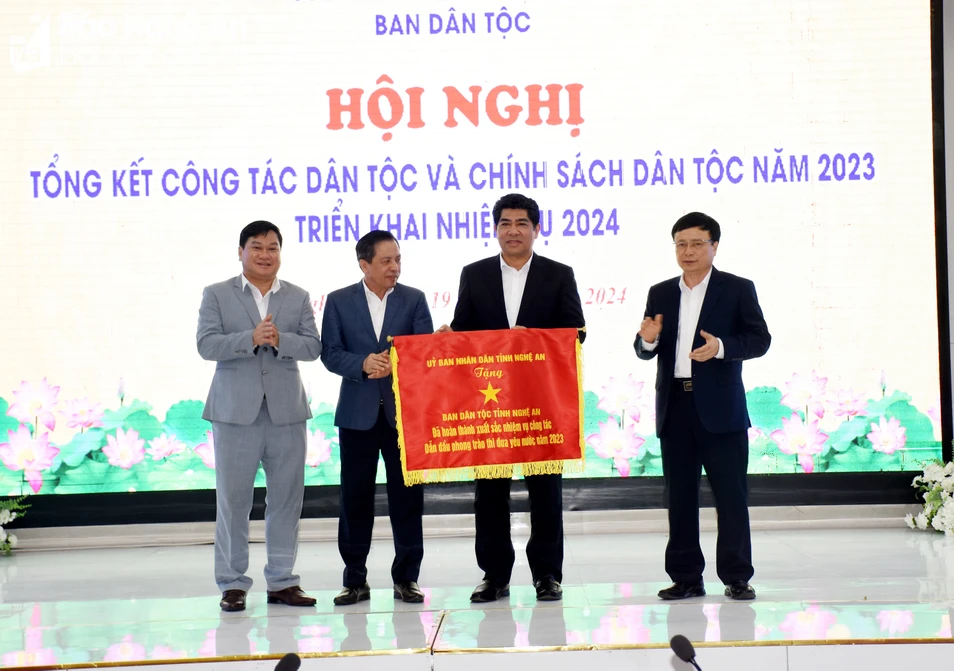 BAN DÂN TỘC
HỘI NGHỊ
TỔNG KẾT CÔNG TÁC DÂN TỘC VÀ CHÍNH SÁCH DÂN TỘC NĂM 2023
TRIỂN KHAI NHIỆM VỤ 2024
19
2024
UỶ BAN NHÂN DÂN TỈNH NGHỆ AN
Tặng
BAN DÂN TỘC TỈNH NGHỆ AN
Đã hoàn thành xuất sắc nhiệm vụ công tác
Dẫn đầu phong trào thi đua yêu nước năm 2023